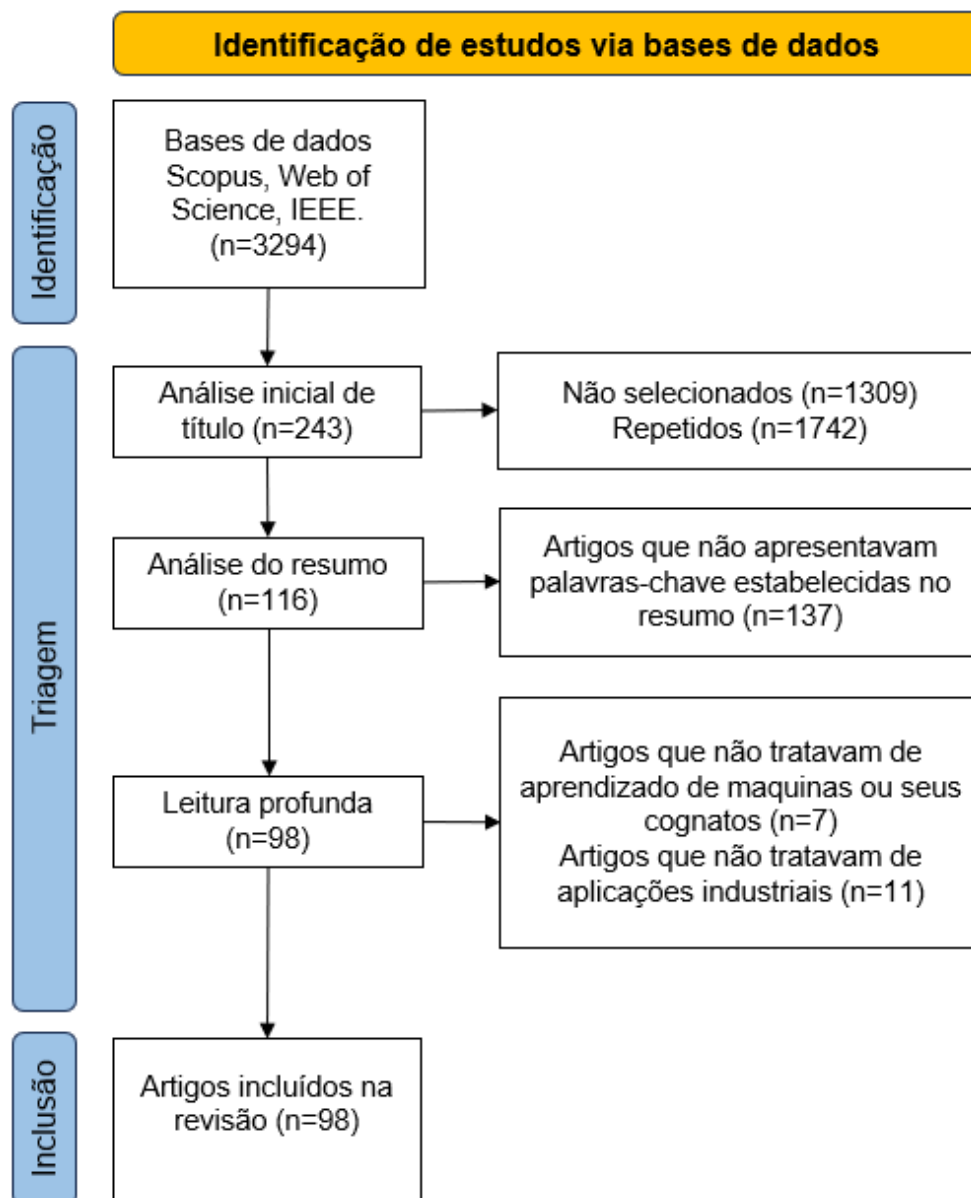 Identificação de estudos via bases de dados
Identificação
Bases de dados
Scopus, Web of
Science, IEEE.
(n=3294)
Triagem
Análise inicial de
título (n=243)
Não selecionados (n=1309)
Repetidos (n=1742)
Análise do resumo
(n=116)
Artigos que não apresentavam
palavras-chave estabelecidas no
resumo (n=137)
Leitura profunda
(n=98)
Artigos que não tratavam de
aprendizado de maquinas ou seus
cognatos (n=7)
Artigos que não tratavam de
aplicações industriais (n=11)
Inclusão
Artigos incluídos na
revisão (n=98)